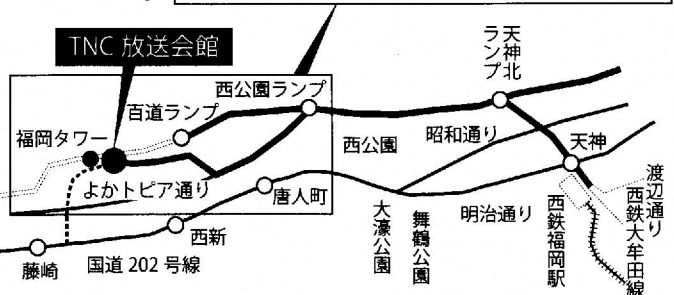 TNC 放送会館
天神北ランプ
西公園ランプ
百道ランプ
福岡タワー
西公園
昭和通り
天神
よかトピア通り
唐人町
大濠公園
舞鶴公園
明治通り
西鉄福岡駅
渡辺通り
西鉄大牟田線
西新
藤崎
国道 202 号線